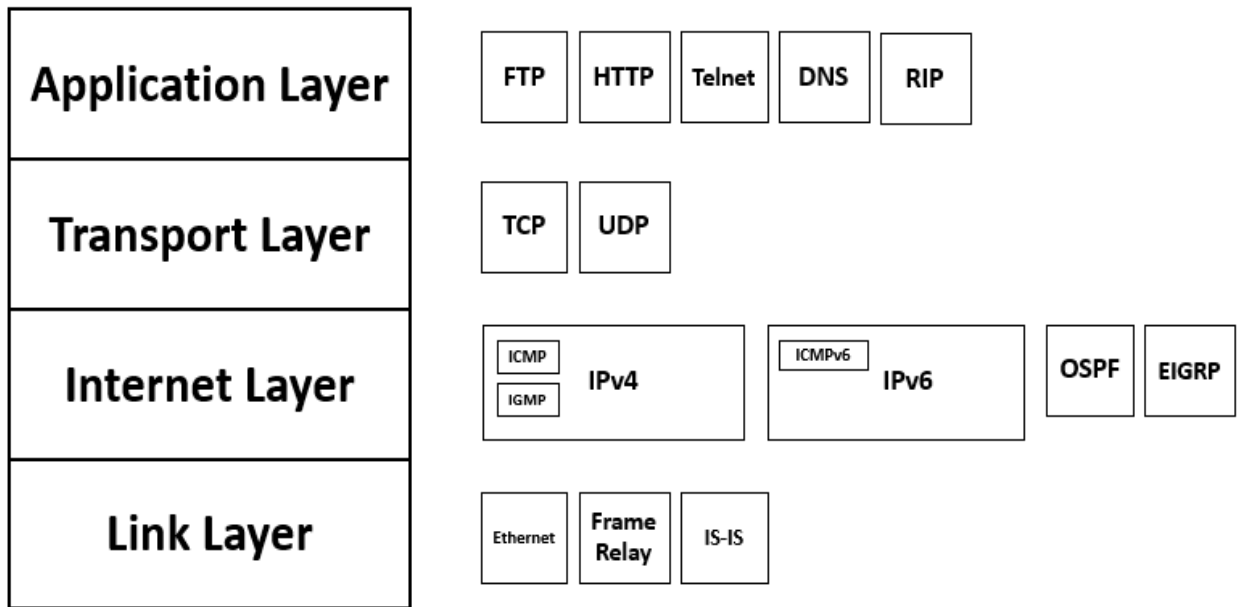 Application Layer
FTP
HTTP
Telnet
DNS
RIP
Transport Layer
TCP
UDP
Internet Layer
ICMP
IGMP
IPv4
ICMPv6
IPv6
OSPF
EIGRP
Link Layer
Ethernet
Frame
Relay
IS-IS